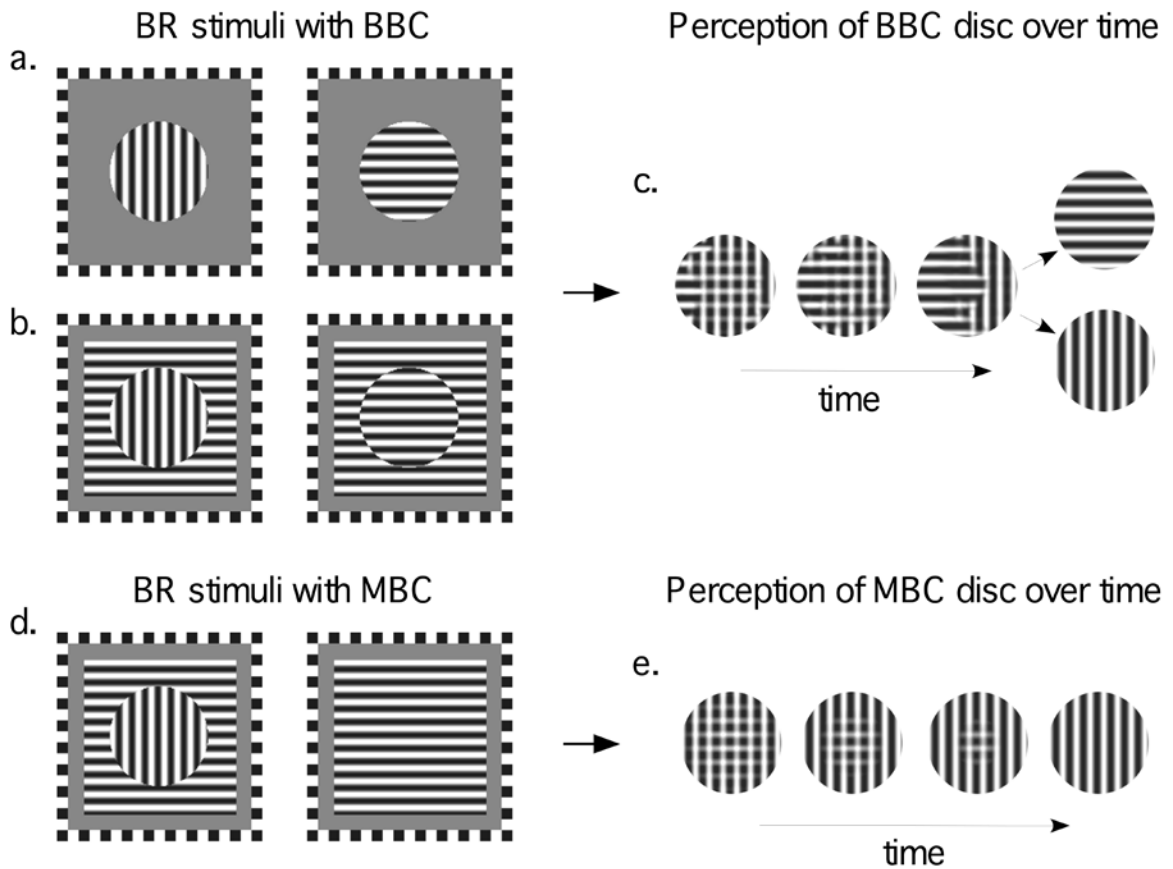 BR stimuli with BBC
Perception of BBC disc over time
a.
b.
c.
time
BR stimuli with MBC
Perception of MBC disc over time
d.
e.
time